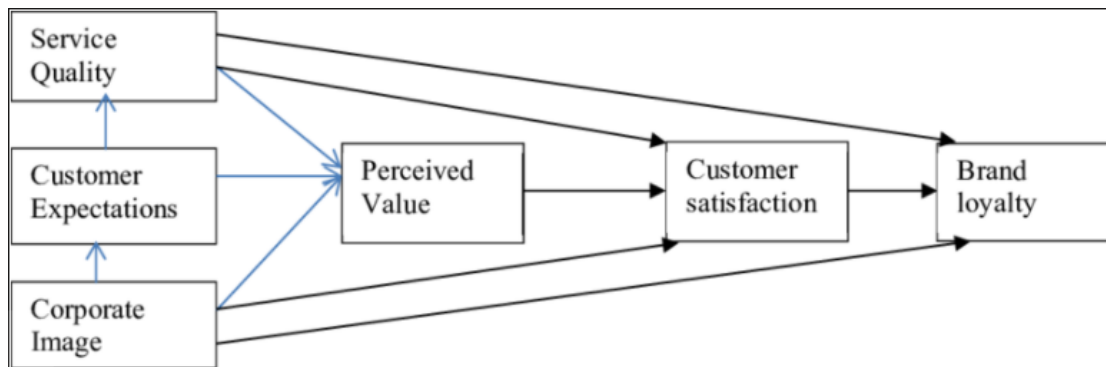 Service
Quality
Customer
Expectations
Corporate
Image
Perceived
Value
Customer
satisfaction
Brand
loyalty